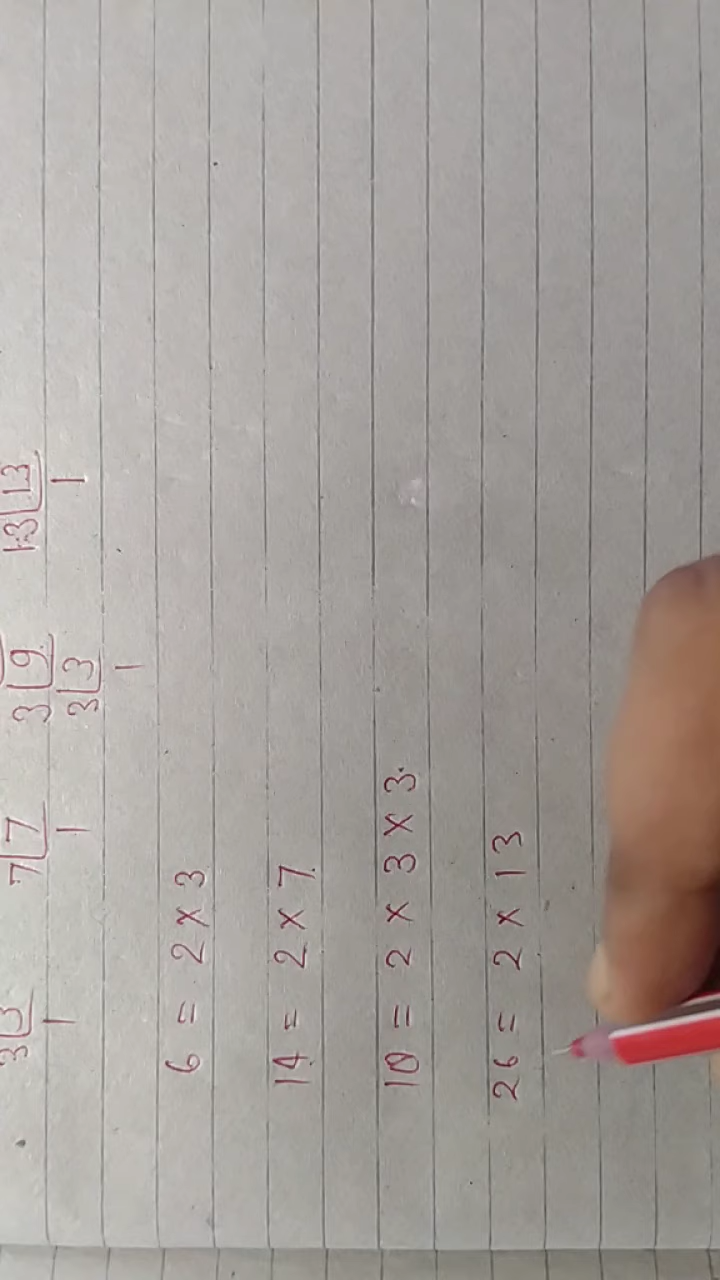 3 3 7 7 3 9 13 13
1 1 3 3 1
1
6 = 2 × 3
14 = 2 × 7
18 = 2 × 3 × 3
26 = 2 × 13